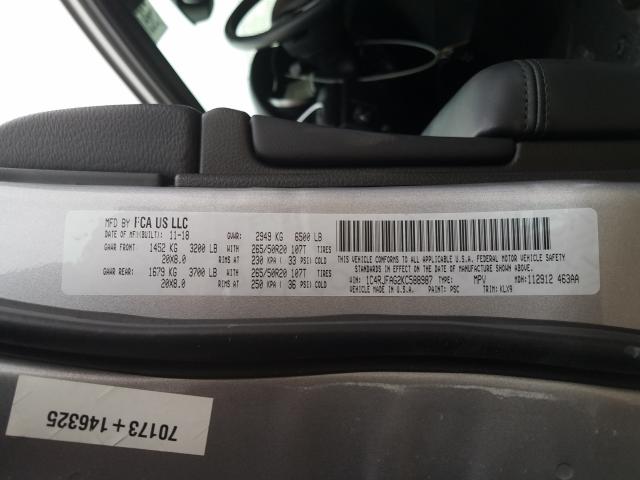 MFD BY FCA US LLC
DATE OF MFR(BUILT): 11-18 GVWR: 2949 KG 6500 LB
GAWR FRONT: 1452 KG 3200 LB WITH 265/50R20 107T TIRES
20X8.0 RIMS AT 230 KPA (33 PSI) COLD
GAWR REAR: 1679 KG 3700 LB WITH 265/50R20 107T TIRES
20X8.0 RIMS AT 250 KPA (36 PSI) COLD
THIS VEHICLE CONFORMS TO ALL APPLICABLE U.S.A. FEDERAL MOTOR VEHICLE SAFETY
STANDARDS IN EFFECT ON THE DATE OF MANUFACTURE SHOWN ABOVE.
VIN: 1C4RJFAG2KC588987 TYPE: MPV MDH: 112912 463AA
VEHICLE MADE IN U.S.A. PAINT: PSC TRIM: KLX9
70173+146325